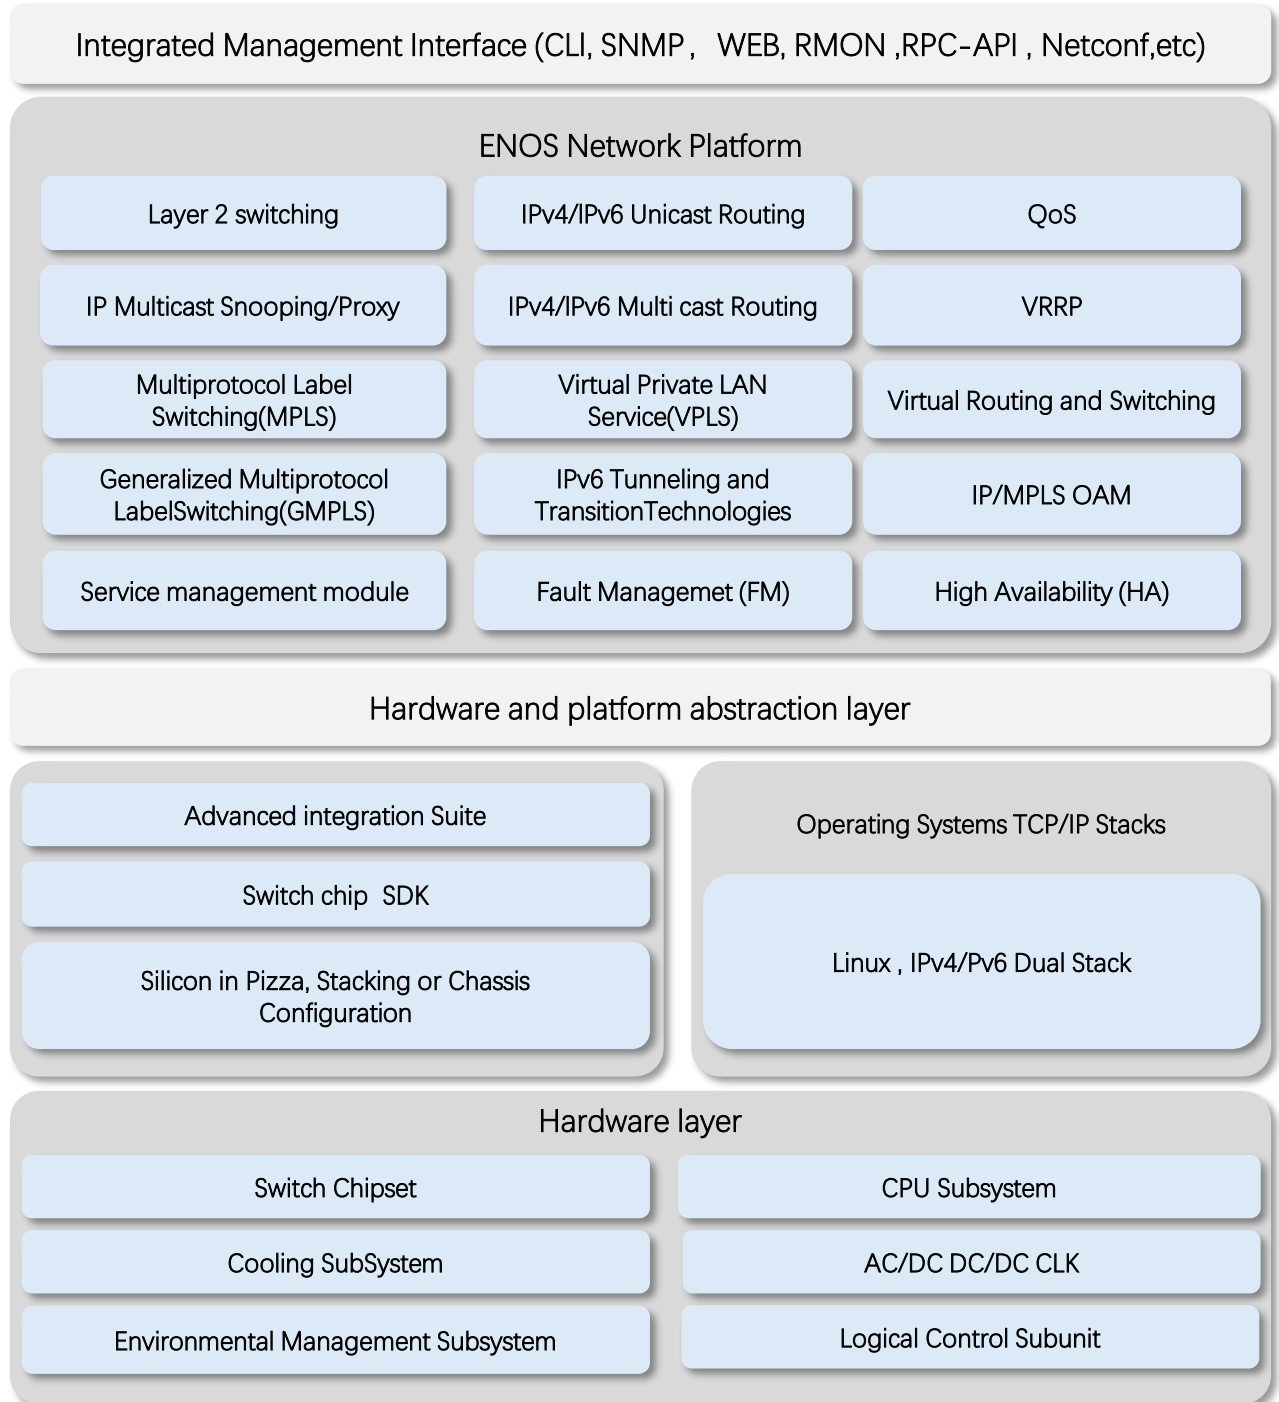 Integrated Management Interface (CLI, SNMP， WEB, RMON ,RPC-API , Netconf,etc)
ENOS Network Platform
Layer 2 switching
IPv4/IPv6 Unicast Routing
QoS
IP Multicast Snooping/Proxy
IPv4/IPv6 Multi cast Routing
VRRP
Multiprotocol Label
Switching(MPLS)
Virtual Private LAN
Service(VPLS)
Virtual Routing and Switching
Generalized Multiprotocol
LabelSwitching(GMPLS)
IPv6 Tunneling and
TransitionTechnologies
IP/MPLS OAM
Service management module
Fault Managemet (FM)
High Availability (HA)
Hardware and platform abstraction layer
Advanced integration Suite
Switch chip  SDK
Silicon in Pizza, Stacking or Chassis
Configuration
Operating Systems TCP/IP Stacks
Linux , IPv4/Pv6 Dual Stack
Hardware layer
Switch Chipset
CPU Subsystem
Cooling SubSystem
AC/DC DC/DC CLK
Environmental Management Subsystem
Logical Control Subunit